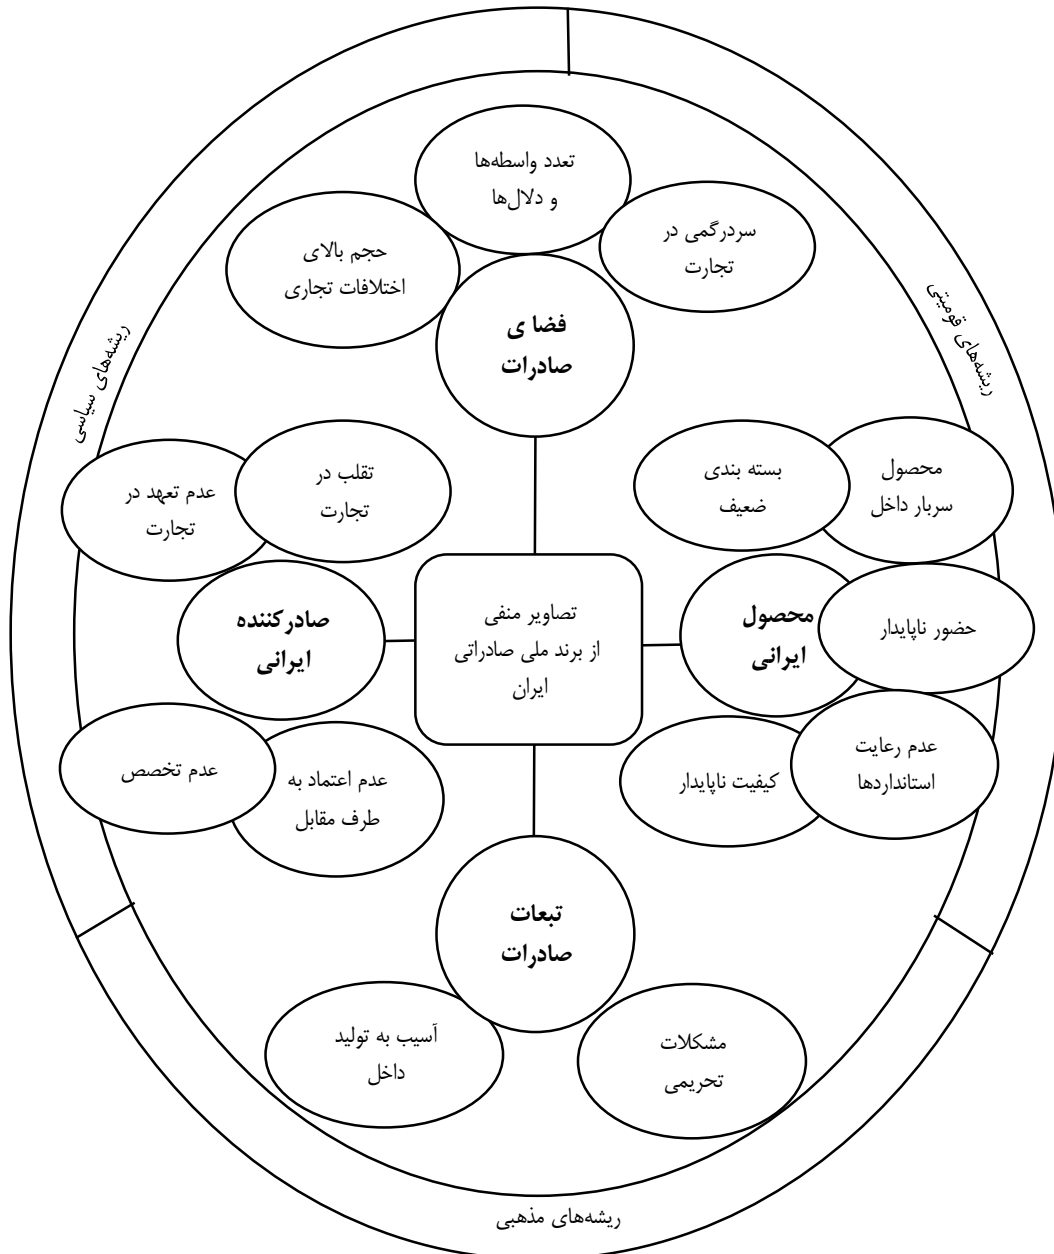 تعدد واسطه‌ها
و دلال‌ها
سردرگمی در
تجارت
حجم بالای
اختلافات تجاری
فضا ی
صادرات
ریشه‌های قومیتی
ریشه‌های سیاسی
محصول
سربار داخل
بسته بندی
ضعیف
تقلب در
تجارت
عدم تعهد در
تجارت
محصول
ایرانی
حضور ناپایدار
تصاویر منفی
از برند ملی صادراتی
ایران
صادرکننده
ایرانی
عدم رعایت
استانداردها
کیفیت ناپایدار
عدم اعتماد به
طرف مقابل
عدم تخصص
تبعات
صادرات
مشکلات
تحریمی
آسیب به تولید
داخل
ریشه‌های مذهبی